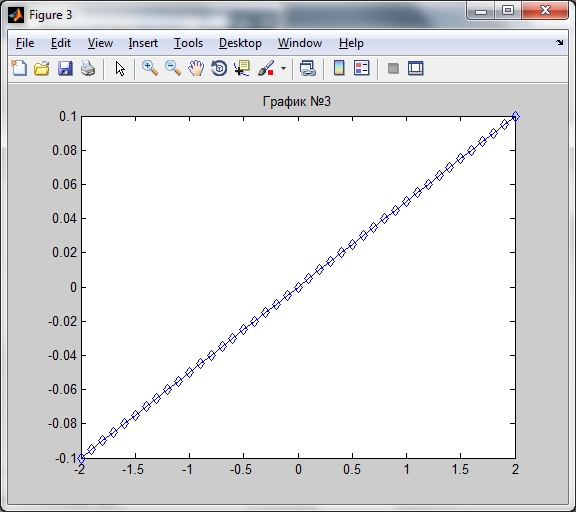 Figure 3
File Edit View Insert Tools Desktop Window Help
График №3
0.1
0.08
0.06
0.04
0.02
0
-0.02
-0.04
-0.06
-0.08
-0.1
-2 -1.5 -1 -0.5 0 0.5 1 1.5 2